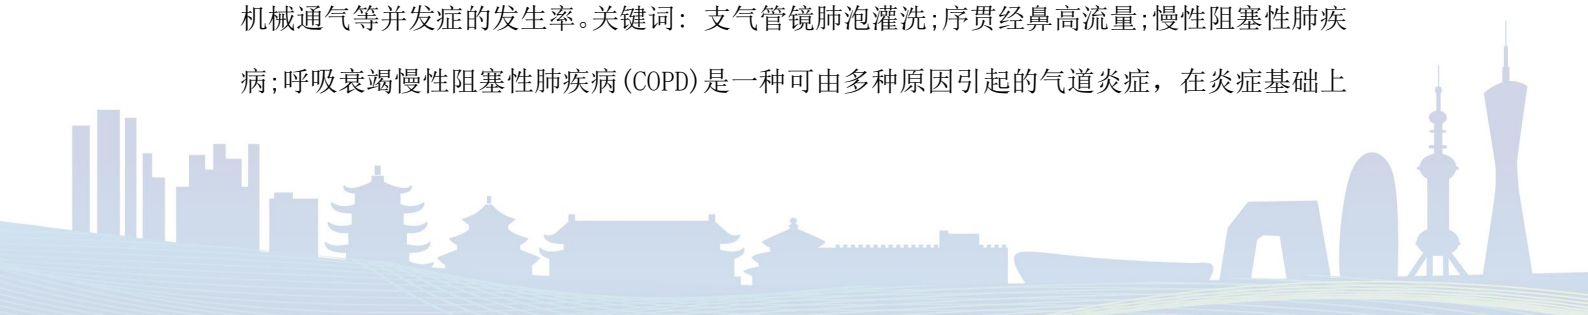 机械通气等并发症的发生率。关键词: 支气管镜肺泡灌洗;序贯经鼻高流量;慢性阻塞性肺疾
病;呼吸衰竭慢性阻塞性肺疾病(COPD)是一种可由多种原因引起的气道炎症，在炎症基础上